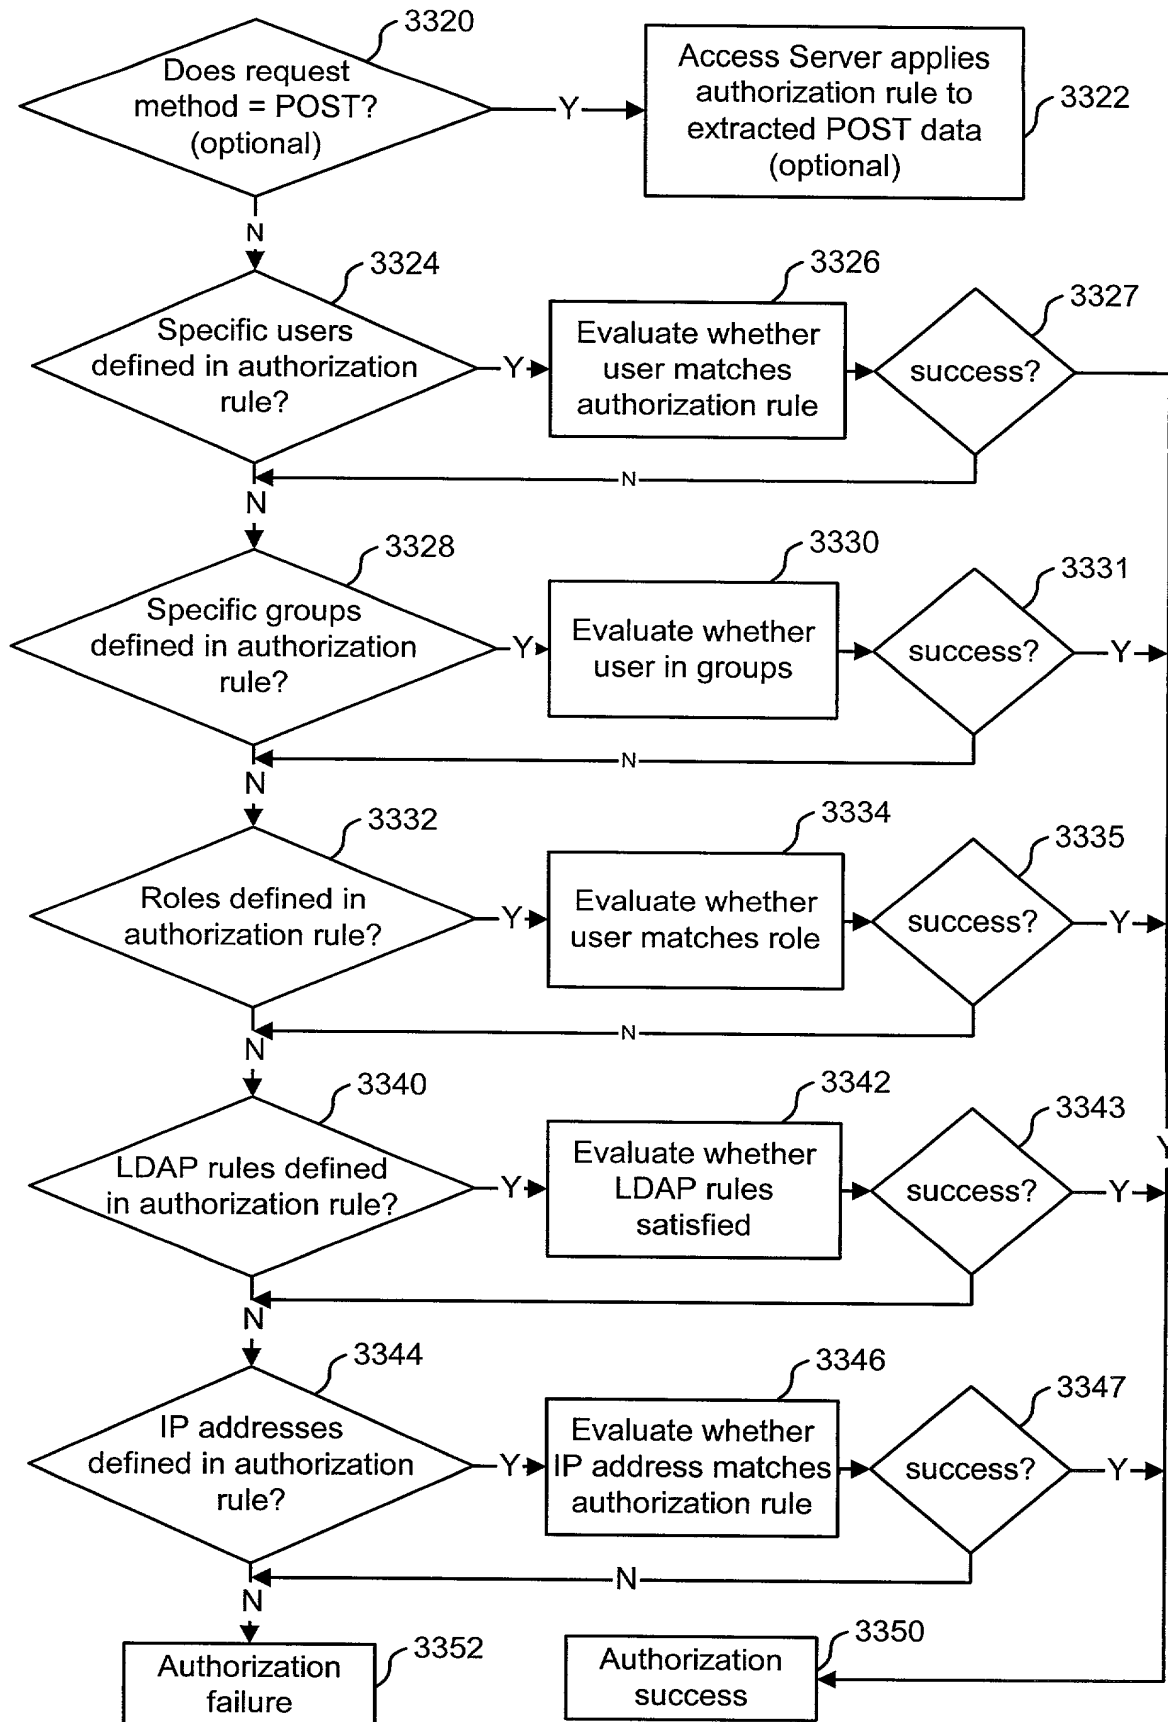 3320
Does request
method = POST?
(optional)
Y
Access Server applies
authorization rule to
extracted POST data
(optional)
3322
N
3324
Specific users
defined in authorization
rule?
Y
3326
Evaluate whether
user matches
authorization rule
3327
success?
N
N
3328
Specific groups
defined in authorization
rule?
Y
3330
Evaluate whether
user in groups
3331
success?
Y
N
N
3332
Roles defined in
authorization rule?
Y
3334
Evaluate whether
user matches role
3335
success?
Y
N
N
3340
LDAP rules defined
in authorization rule?
Y
3342
Evaluate whether
LDAP rules
satisfied
3343
success?
Y
Y
N
3344
IP addresses
defined in authorization
rule?
Y
3346
Evaluate whether
IP address matches
authorization rule
3347
success?
Y
N
N
Authorization
failure
3352
Authorization
success
3350